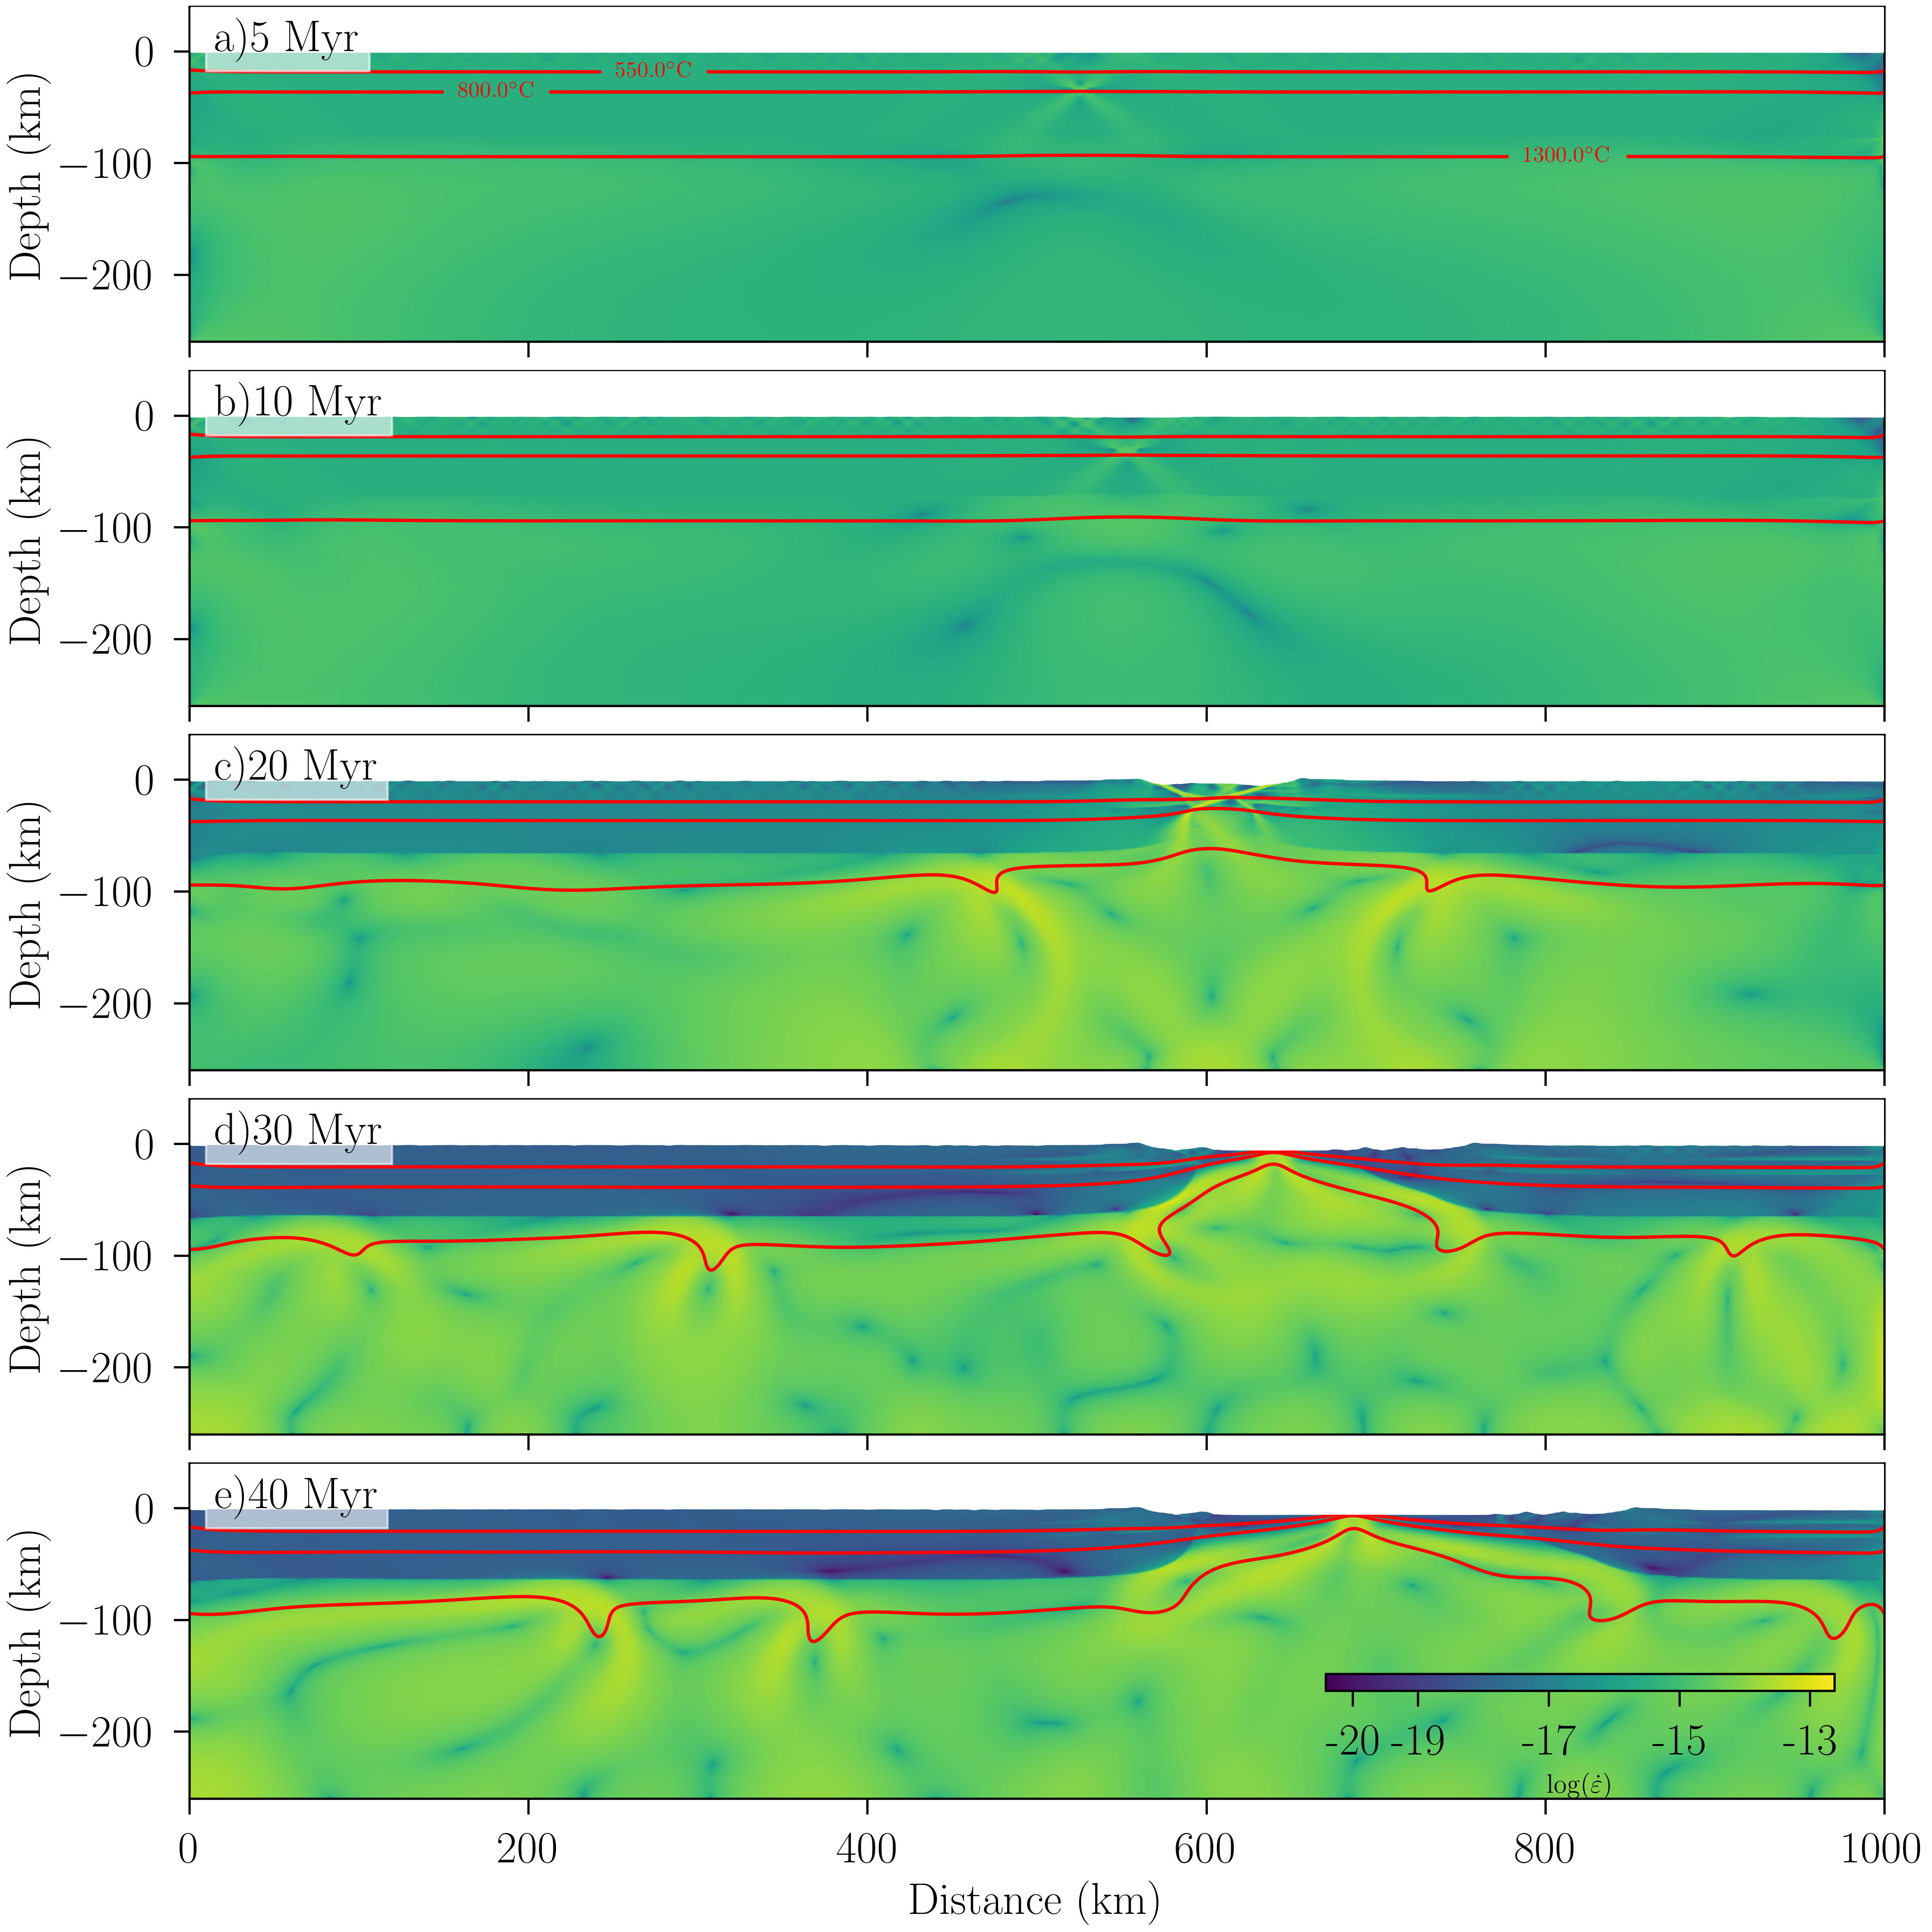 a)5 Myr
0
−100
−200
Depth (km)
550.0°C
800.0°C
1300.0°C
b)10 Myr
0
−100
−200
Depth (km)
c)20 Myr
0
−100
−200
Depth (km)
d)30 Myr
0
−100
−200
Depth (km)
e)40 Myr
0
−100
−200
Depth (km)
-20 -19 -17 -15 -13
log(ε̇)
0 200 400 600 800 1000
Distance (km)